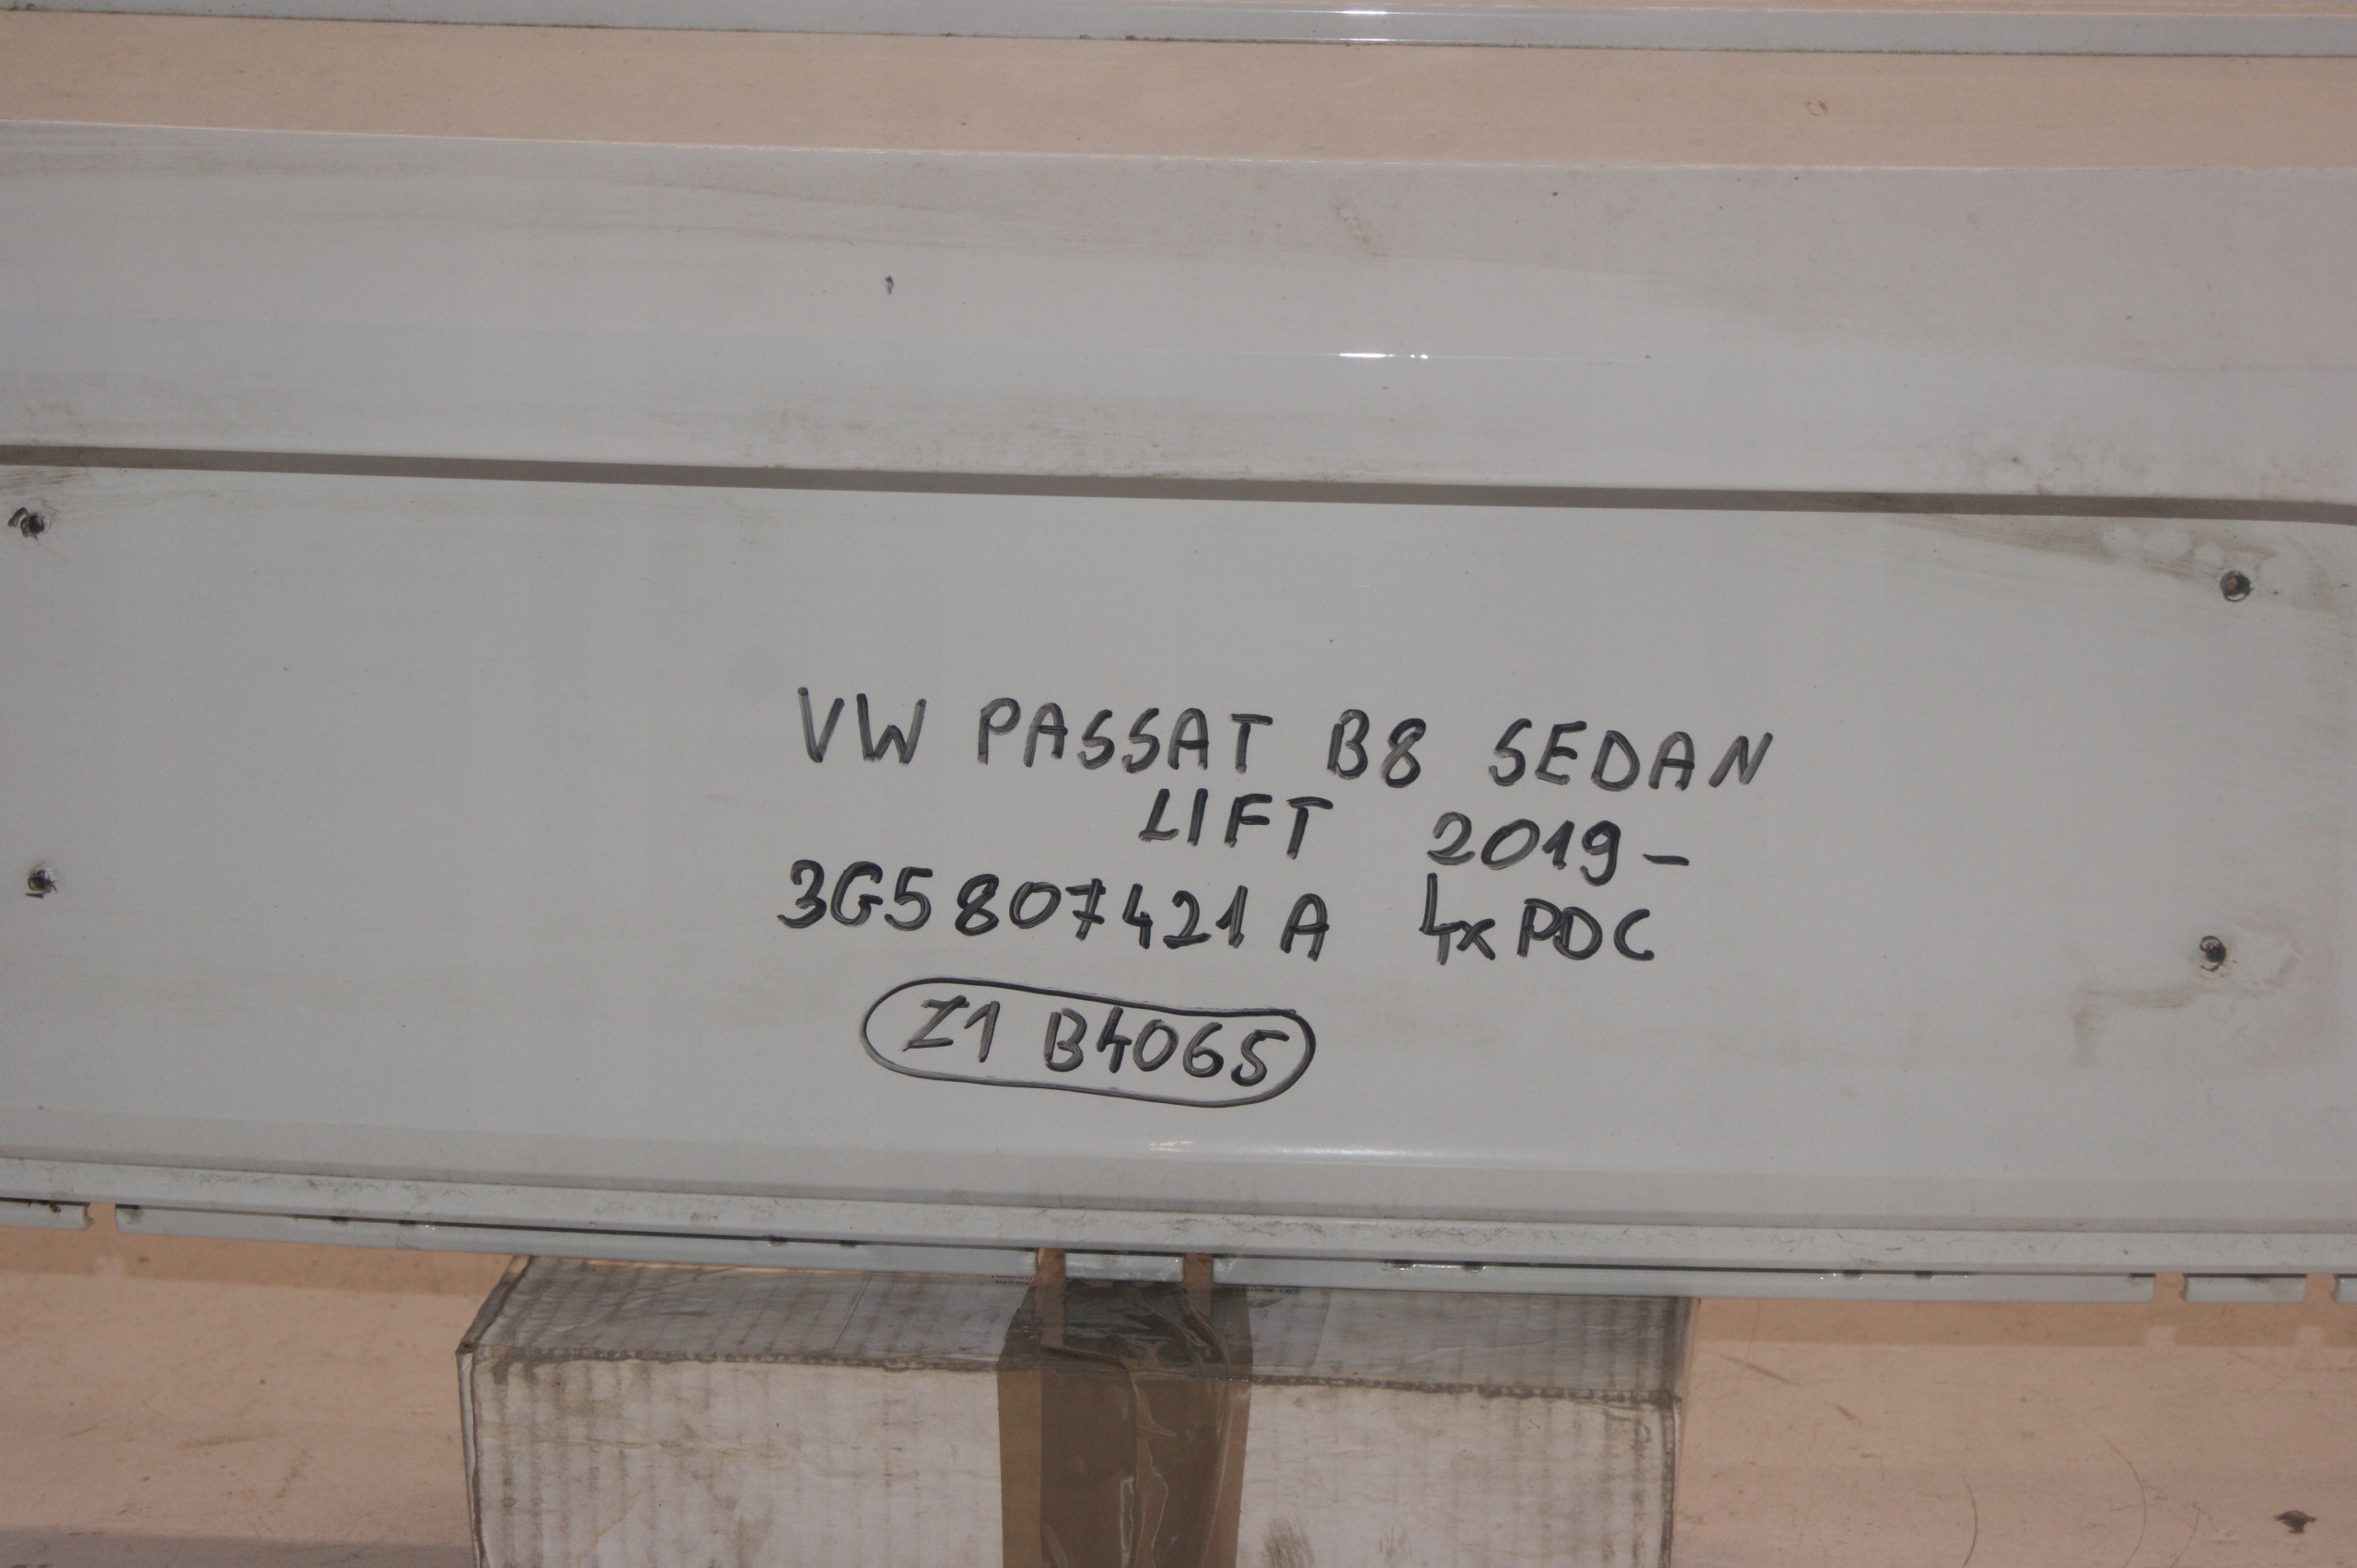 VW PASSAT B8 SEDAN
LIFT 2019-
3G5807421A 4xPDC
Z1 B4065